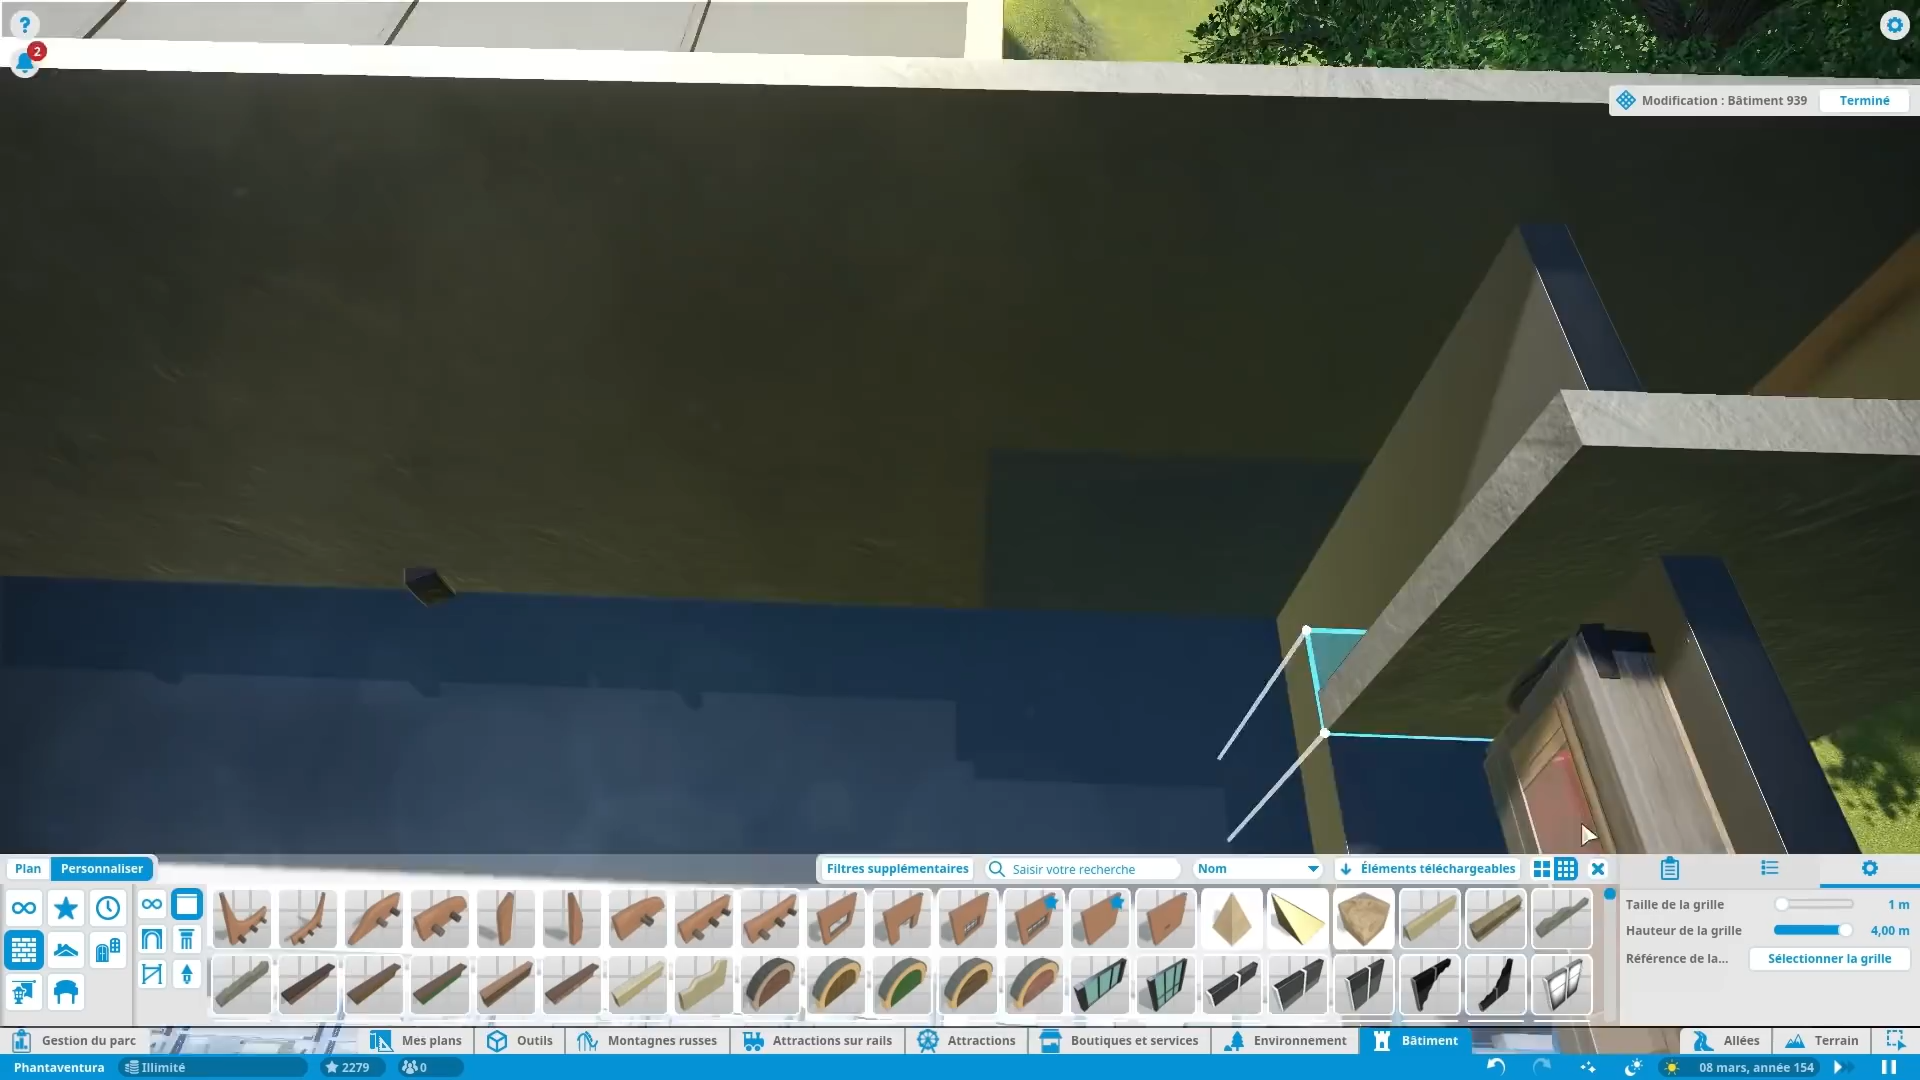 ?
2
Modification : Bâtiment 939
Terminé
Plan
Personnaliser
Filtres supplémentaires
Saisir votre recherche
Nom
Éléments téléchargeables
Taille de la grille
1 m
Hauteur de la grille
4,00 m
Référence de la...
Sélectionner la grille
Gestion du parc
Mes plans
Outils
Montagnes russes
Attractions sur rails
Attractions
Boutiques et services
Environnement
Bâtiment
Allées
Terrain
Phantaventura
Illimité
2279
0
08 mars, année 154